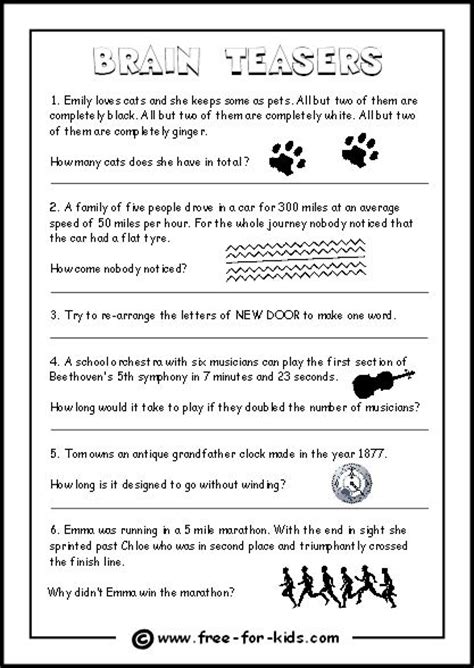 BRAIN TEASERS
1. Emily loves cats and she keeps some as pets. All but two of them are
completely black. All but two of them are completely white. All but two
of them are completely ginger.
How many cats does she have in total?
2. A family of five people drove in a car for 300 miles at an average
speed of 50 miles per hour. For the whole journey nobody noticed that
the car had a flat tyre.
How come nobody noticed?
3. Try to re-arrange the letters of NEW DOOR to make one word.
4. A school orchestra with six musicians can play the first section of
Beethoven's 5th symphony in 7 minutes and 23 seconds.
How long would it take to play if they doubled the number of musicians?
5. Tom owns an antique grandfather clock made in the year 1877.
How long is it designed to go without winding?
6. Emma was running in a 5 mile marathon. With the end in sight she
sprinted past Chloe who was in second place and triumphantly crossed
the finish line.
Why didn't Emma win the marathon?
© www.free-for-kids.com